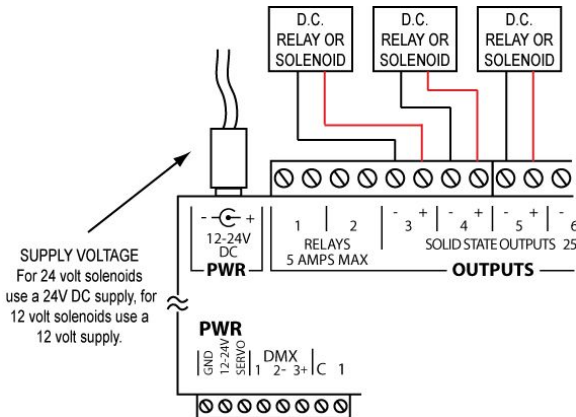 D.C.
RELAY OR
SOLENOID
D.C.
RELAY OR
SOLENOID
D.C.
RELAY OR
SOLENOID
- + 
12-24V
DC
PWR
1 2
RELAYS
5 AMPS MAX
- + - + - + -
3 4 5 6
SOLID STATE OUTPUTS 25
OUTPUTS
SUPPLY VOLTAGE
For 24 volt solenoids
use a 24V DC supply, for
12 volt solenoids use a
12 volt supply.
PWR
GND
12-24V
SERVO
DMX
1 2- 3+
C 1